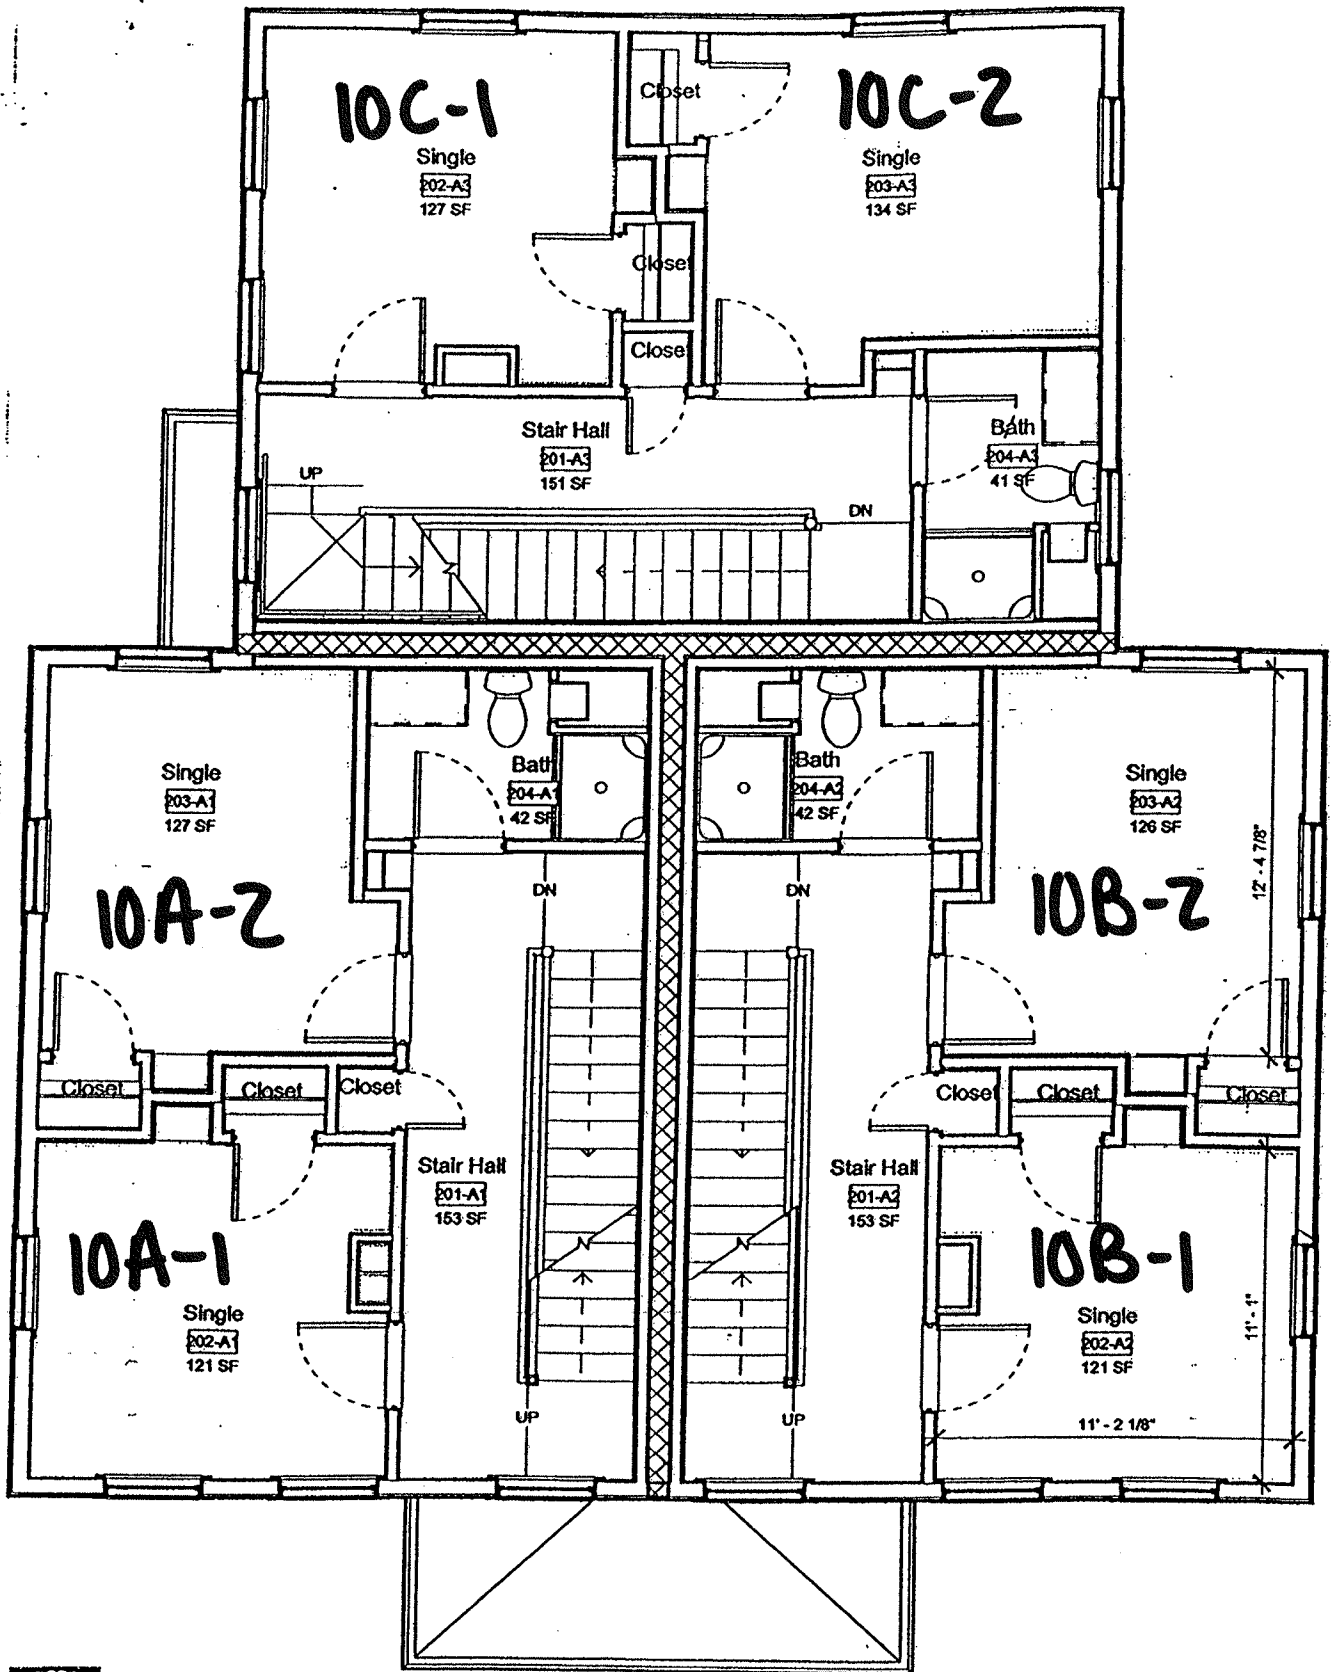 10C-1
Single
202-A3
127 SF
Closet
10C-2
Single
203-A3
134 SF
Closet
Closet
Stair Hall
201-A3
151 SF
UP
DN
Bath
204-A3
41 SF
Single
203-A1
127 SF
10A-2
Bath
204-A1
42 SF
DN
Bath
204-A2
42 SF
DN
Single
203-A2
126 SF
10B-2
12' - 4 7/8"
Closet
Closet
Closet
Closet
Closet
Closet
Stair Hall
201-A1
153 SF
UP
Stair Hall
201-A2
153 SF
UP
10A-1
Single
202-A1
121 SF
10B-1
Single
202-A2
121 SF
11' - 1"
11' - 2 1/8"